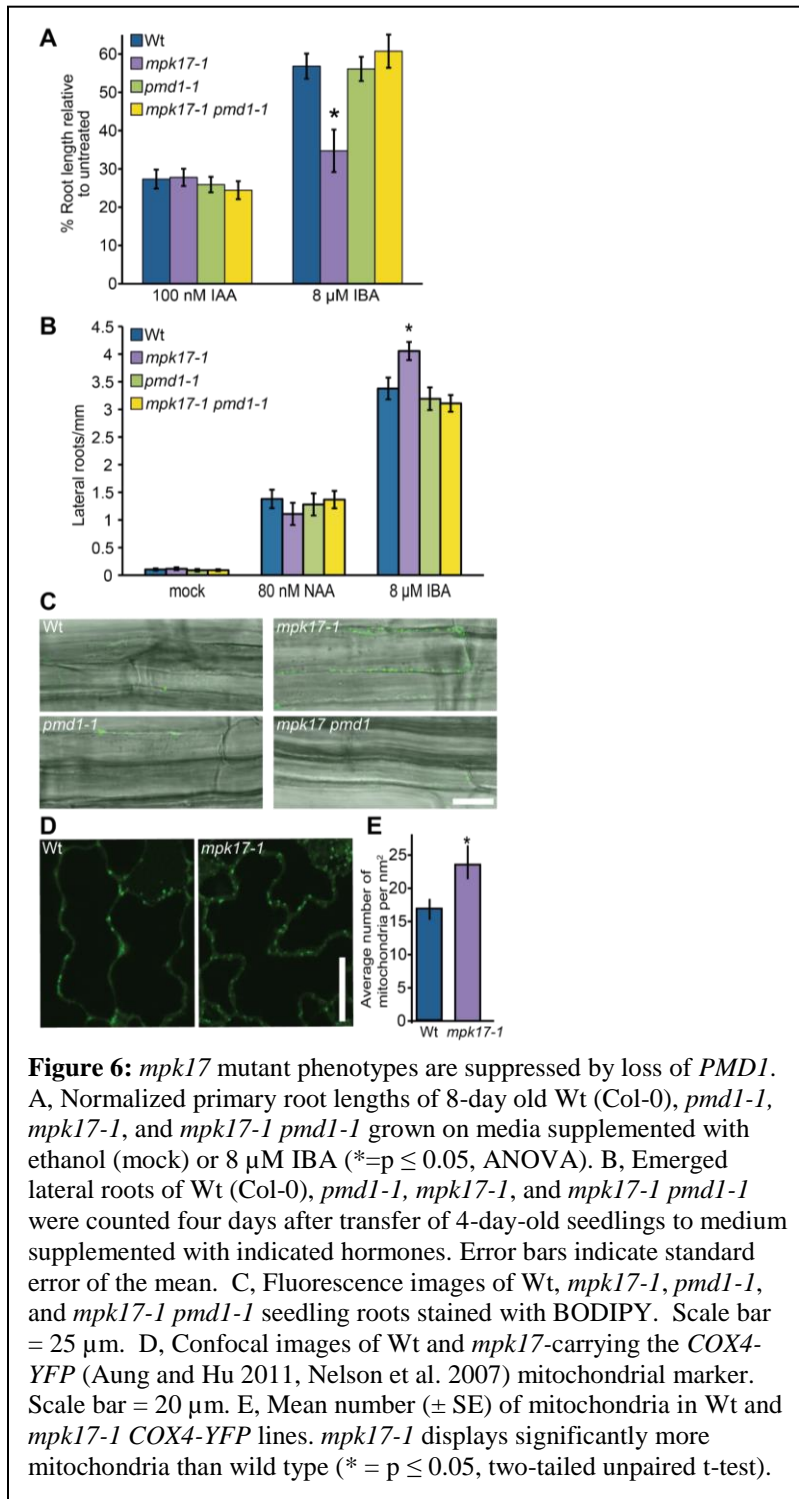 A
Wt
mpk17-1
pmd1-1
mpk17-1 pmd1-1
% Root length relative
to untreated
60
50
40
30
20
10
0
*
100 nM IAA
8 µM IBA
B
Wt
mpk17-1
pmd1-1
mpk17-1 pmd1-1
Lateral roots/mm
4.5
4
3.5
3
2.5
2
1.5
1
0.5
0
*
mock
80 nM NAA
8 µM IBA
C
Wt
mpk17-1
pmd1-1
mpk17 pmd1
D
Wt
mpk17-1
E
Average number of
mitochondria per nm²
25
20
15
10
5
0
*
Wt
mpk17-1
Figure 6: mpk17 mutant phenotypes are suppressed by loss of PMD1.
A, Normalized primary root lengths of 8-day old Wt (Col-0), pmd1-1,
mpk17-1, and mpk17-1 pmd1-1 grown on media supplemented with
ethanol (mock) or 8 µM IBA (*=p ≤ 0.05, ANOVA). B, Emerged
lateral roots of Wt (Col-0), pmd1-1, mpk17-1, and mpk17-1 pmd1-1
were counted four days after transfer of 4-day-old seedlings to medium
supplemented with indicated hormones. Error bars indicate standard
error of the mean.  C, Fluorescence images of Wt, mpk17-1, pmd1-1,
and mpk17-1 pmd1-1 seedling roots stained with BODIPY.  Scale bar
= 25 µm.  D, Confocal images of Wt and mpk17-carrying the COX4-
YFP (Aung and Hu 2011, Nelson et al. 2007) mitochondrial marker.
Scale bar = 20 µm. E, Mean number (± SE) of mitochondria in Wt and
mpk17-1 COX4-YFP lines. mpk17-1 displays significantly more
mitochondria than wild type (* = p ≤ 0.05, two-tailed unpaired t-test).